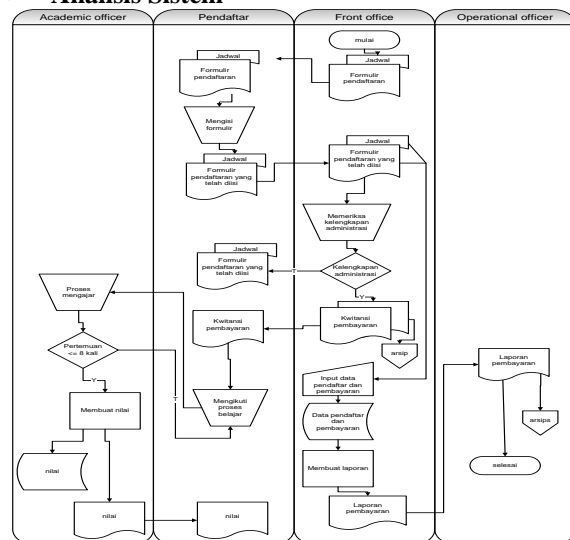 Analisis Sistem
Academic officer
Pendaftar
Front office
Operational officer
mulai
Jadwal
Formulir
pendaftaran
Jadwal
Formulir
pendaftaran
Mengisi
formulir
Jadwal
Formulir
pendaftaran yang
telah diisi
Jadwal
Formulir
pendaftaran yang
telah diisi
Memeriksa
kelengkapan
administrasi
Kelengkapan
administrasi
T
Jadwal
Formulir
pendaftaran yang
telah diisi
Y
Kwitansi
pembayaran
arsip
Kwitansi
pembayaran
Proses
mengajar
Pertemuan
<= 8 kali
Y
T
Mengikuti
proses
belajar
Membuat nilai
nilai
nilai
nilai
Input data
pendaftar dan
pembayaran
Data pendaftar
dan
pembayaran
Membuat laporan
Laporan
pembayaran
Laporan
pembayaran
arsips
selesai